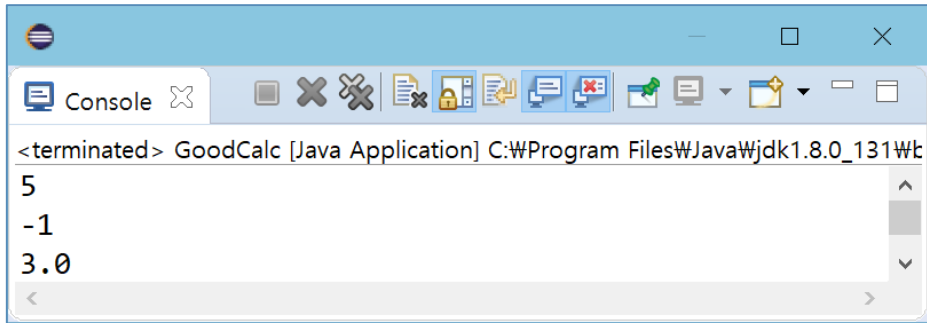 Console
<terminated> GoodCalc [Java Application] C:₩Program Files₩Java₩jdk1.8.0_131₩b
5
-1
3.0